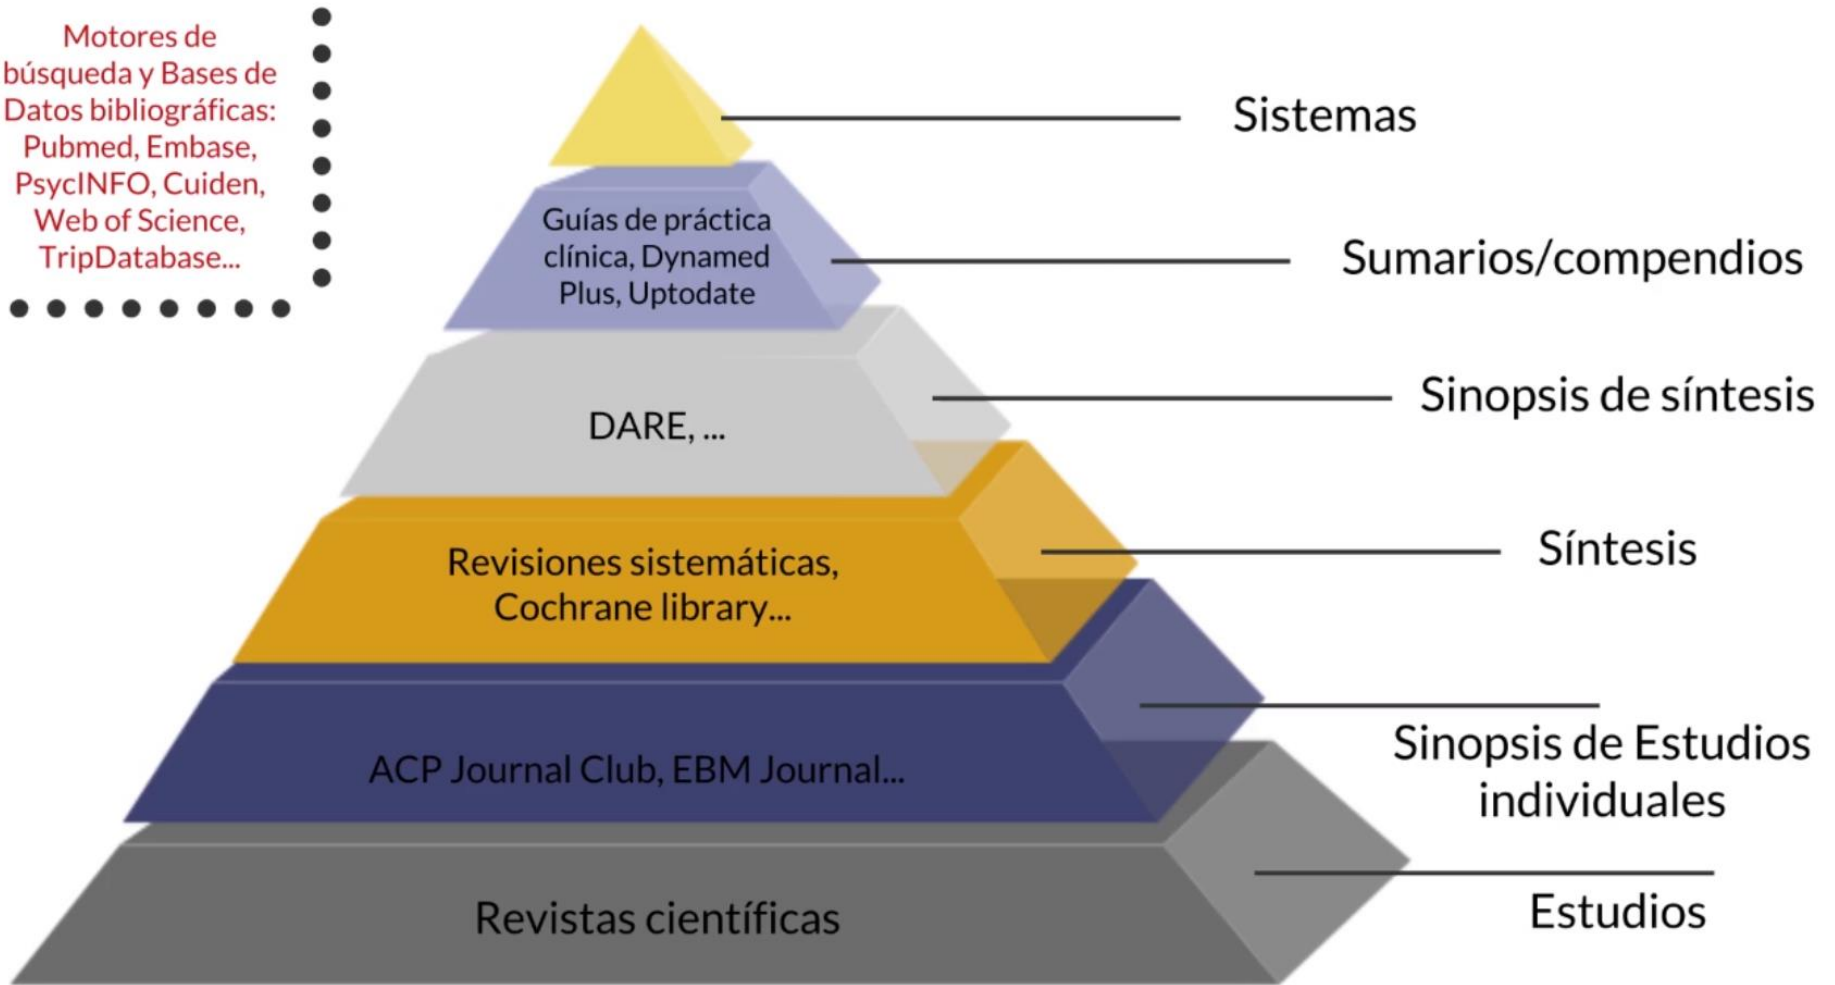 Motores de
búsqueda y Bases de
Datos bibliográficas:
Pubmed, Embase,
PsycINFO, Cuiden,
Web of Science,
TripDatabase...
Sistemas
Guías de práctica
clínica, Dynamed
Plus, Uptodate
Sumarios/compendios
DARE, ...
Sinopsis de síntesis
Revisiones sistemáticas,
Cochrane library...
Síntesis
ACP Journal Club, EBM Journal...
Sinopsis de Estudios
individuales
Revistas científicas
Estudios